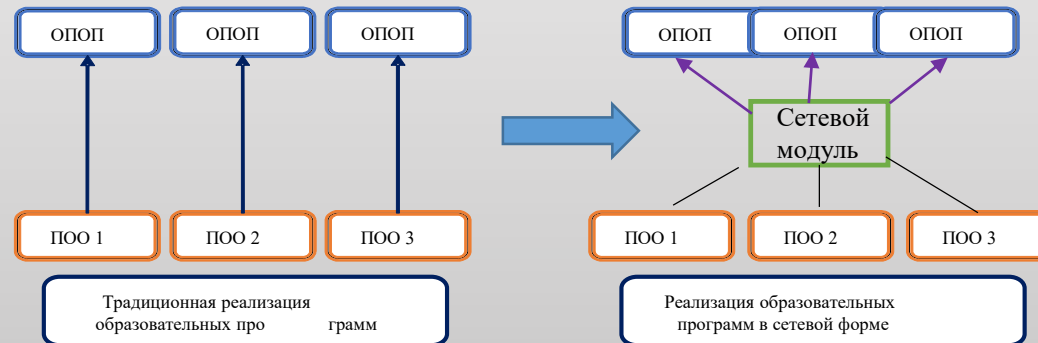 ОПОП ОПОП ОПОП
ПОО 1 ПОО 2 ПОО 3
Традиционная реализация
образовательных про грамм
ОПОП ОПОП ОПОП
Сетевой
модуль
ПОО 1 ПОО 2 ПОО 3
Реализация образовательных
программ в сетевой форме